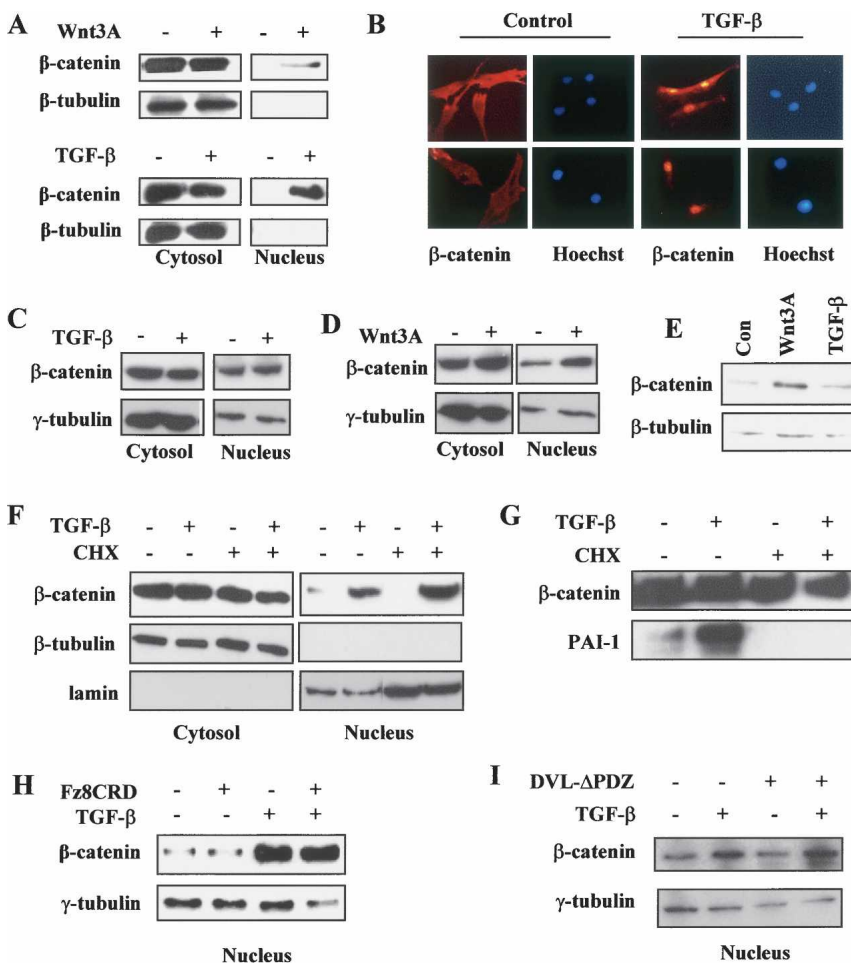 A
Wnt3A - + - +
β-catenin
β-tubulin
TGF-β - + - +
β-catenin
β-tubulin
Cytosol Nucleus
B
Control TGF-β
β-catenin Hoechst β-catenin Hoechst
C
TGF-β - + - +
β-catenin
γ-tubulin
Cytosol Nucleus
D
Wnt3A - + - +
β-catenin
γ-tubulin
Cytosol Nucleus
E
Con Wnt3A TGF-β
β-catenin
β-tubulin
F
TGF-β - + - + - + - +
CHX - - + + - - + +
β-catenin
β-tubulin
lamin
Cytosol Nucleus
G
TGF-β - + - +
CHX - - + +
β-catenin
PAI-1
H
Fz8CRD - + - +
TGF-β - - + +
β-catenin
γ-tubulin
Nucleus
I
DVL-ΔPDZ - - + +
TGF-β - + - +
β-catenin
γ-tubulin
Nucleus